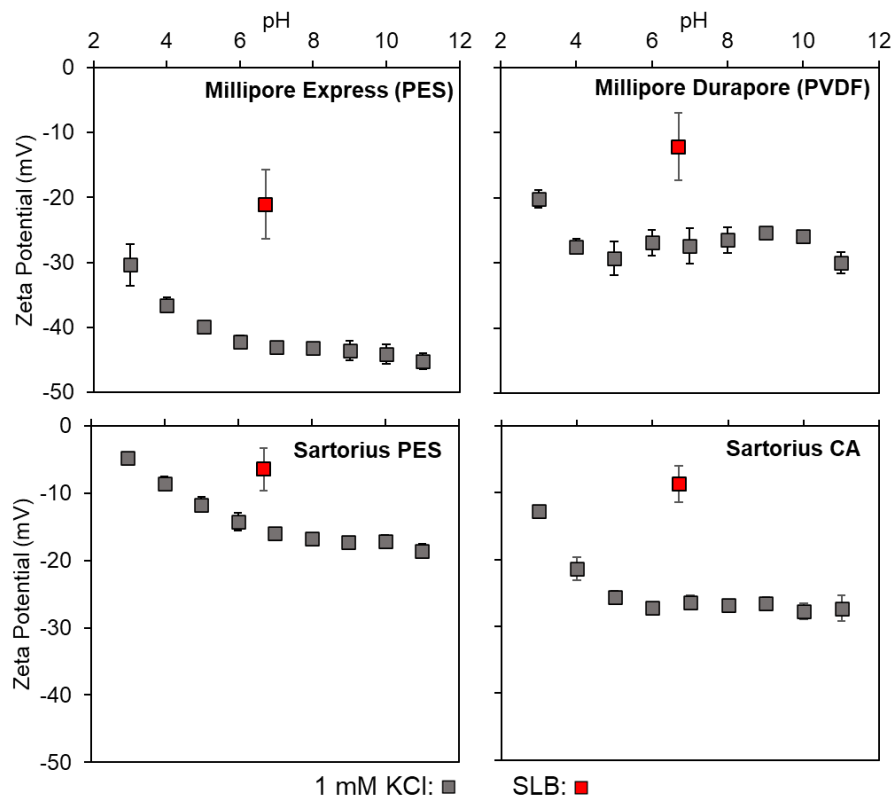 pH pH
2 4 6 8 10 12 2 4 6 8 10 12
0
Millipore Express (PES) Millipore Durapore (PVDF)
-10
-20
Zeta Potential (mV)
-30
-40
-50
0
Sartorius PES Sartorius CA
-10
-20
Zeta Potential (mV)
-30
-40
-50
1 mM KCl: SLB: